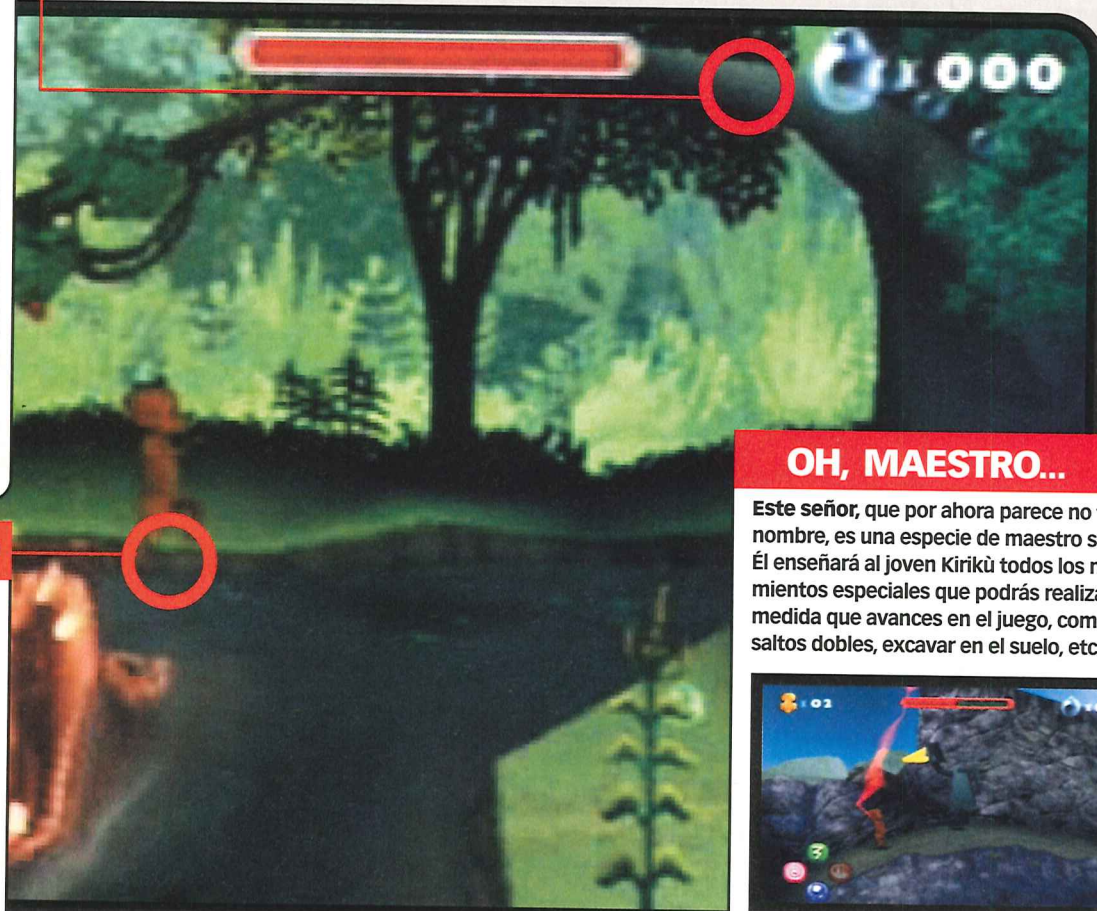 000
OH, MAESTRO...
Este señor, que por ahora parece no
nombre, es una especie de maestro
Él enseñará al joven Kirikù todos los
mientos especiales que podrás
medida que avances en el juego,
saltos dobles, excavar en el suelo, etc
02